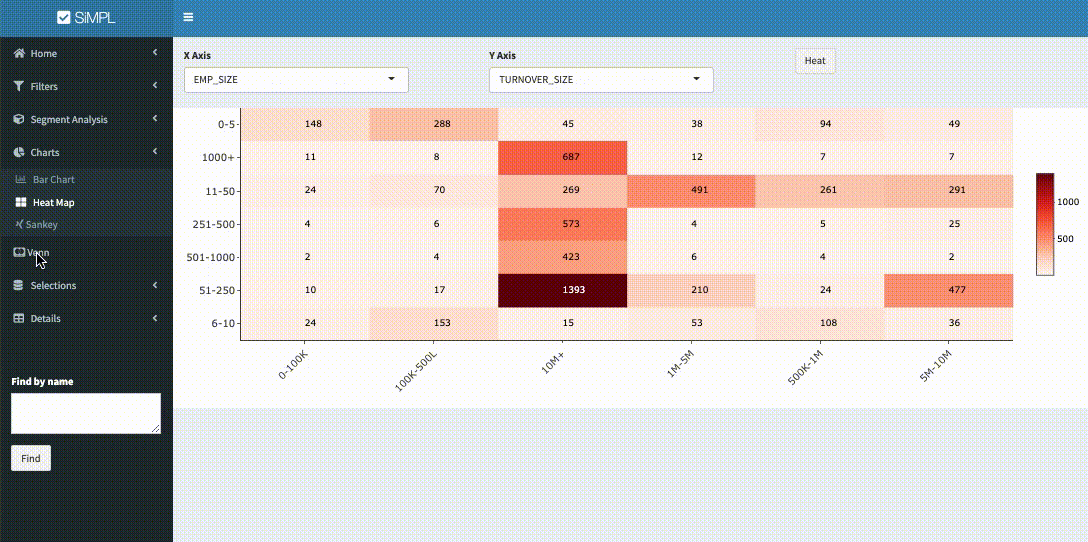 SiMPL
Home
Filters
Segment Analysis
Charts
Bar Chart
Heat Map
Sankey
Venn
Selections
Details
Find by name
Find
X Axis
EMP_SIZE
Y Axis
TURNOVER_SIZE
Heat
0-5 148 288 45 38 94 49
1000+ 11 8 687 12 7 7
11-50 24 70 269 491 261 291
251-500 4 6 573 4 5 25
501-1000 2 4 423 6 4 2
51-250 10 17 1393 210 24 477
6-10 24 153 15 53 108 36
0-100K 100K-500L 10M+ 1M-5M 500K-1M 5M-10M
1000
500